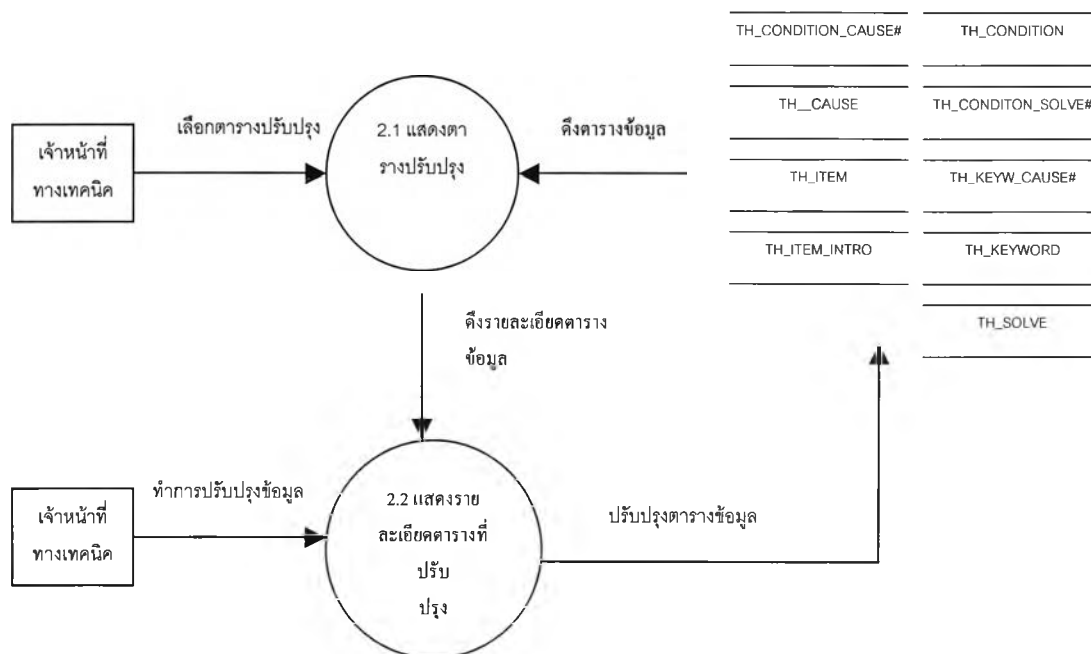 TH_CONDITION_CAUSE#
TH_CONDITION
TH__CAUSE
TH_CONDITON_SOLVE#
TH_ITEM
TH_KEYW_CAUSE#
TH_ITEM_INTRO
TH_KEYWORD
TH_SOLVE
เจ้าหน้าที่
ทางเทคนิค
เลือกตารางปรับปรุง
2.1 แสดงตา
รางปรับปรุง
ดึงตารางข้อมูล
ดึงรายละเอียดตาราง
ข้อมูล
เจ้าหน้าที่
ทางเทคนิค
ทำการปรับปรุงข้อมูล
2.2 แสดงราย
ละเอียดตารางที่
ปรับ
ปรุง
ปรับปรุงตารางข้อมูล